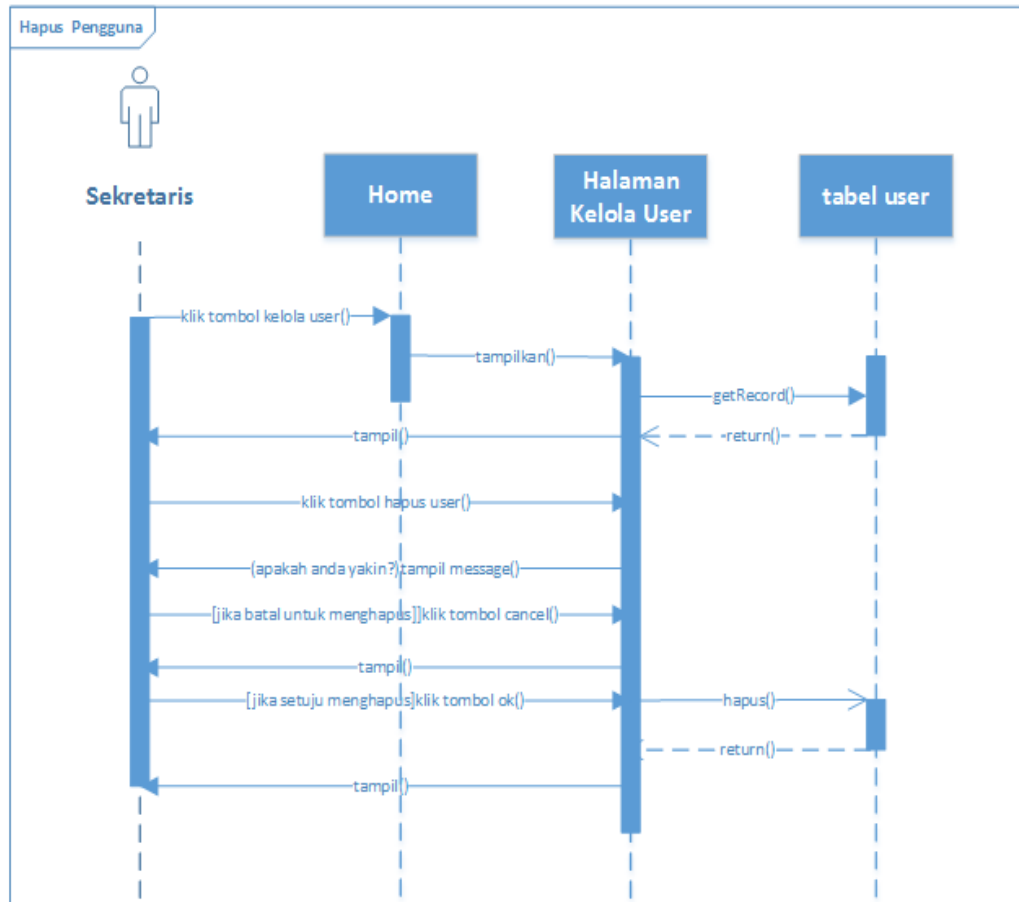 Hapus Pengguna
Sekretaris
Home
Halaman
Kelola User
tabel user
klik tombol kelola user()
tampilkan()
getRecord()
tampil()
return()
klik tombol hapus user()
(apakah anda yakin?)tampil message()
[jika batal untuk menghapus]]klik tombol cancel()
tampil()
[jika setuju menghapus]klik tombol ok()
hapus()
return()
tampil()